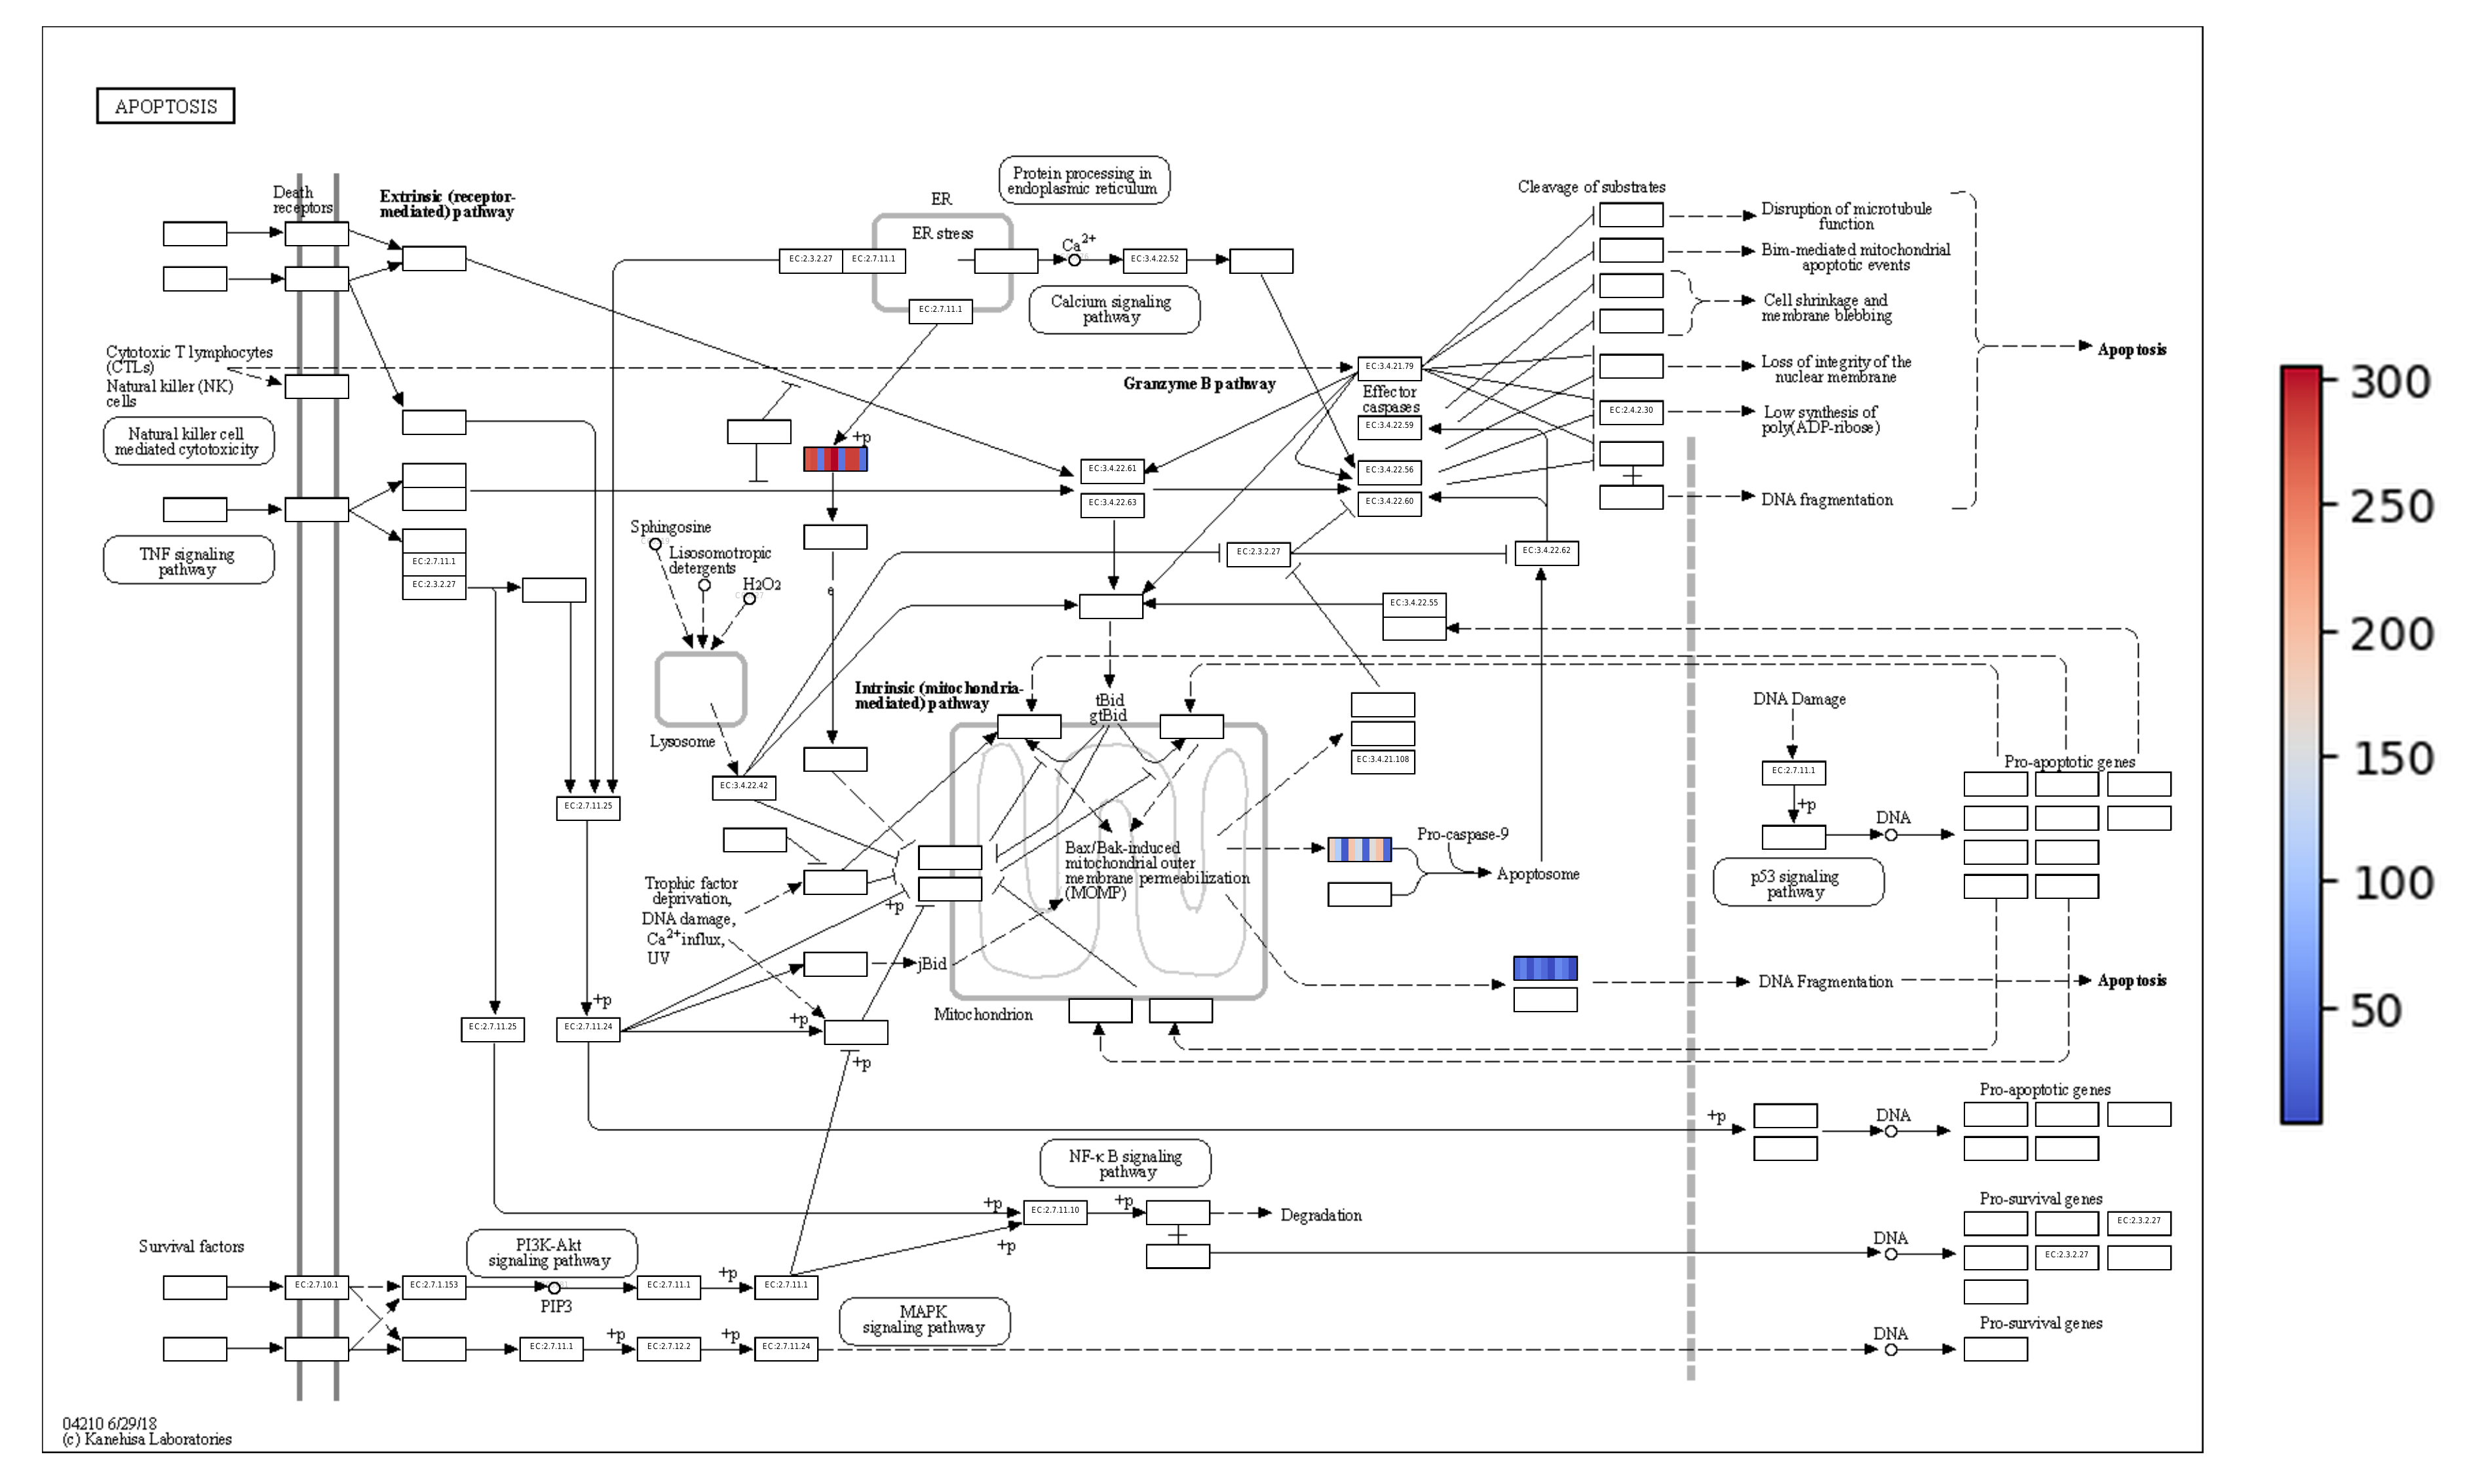 APOPTOSIS
Death
receptors
Extrinsic (receptor-
mediated) pathway
ER
Protein processing in
endoplasmic reticulum
ER stress
EC:2.3.2.27
EC:2.7.11.1
Ca2+
EC:3.4.22.52
EC:2.7.11.1
Calcium signaling
pathway
Cleavage of substrates
Disruption of microtubule
function
Bim-mediated mitochondrial
apoptotic events
Cell shrinkage and
membrane blebbing
Loss of integrity of the
nuclear membrane
EC:2.4.2.30
Low synthesis of
poly(ADP-ribose)
DNA fragmentation
Apoptosis
Cytotoxic T lymphocytes
(CTLs)
Natural killer (NK)
cells
Natural killer cell
mediated cytotoxicity
TNF signaling
pathway
EC:2.7.11.1
EC:2.3.2.27
+p
Granzyme B pathway
EC:3.4.21.79
Effector
caspases
EC:3.4.22.59
EC:3.4.22.56
EC:3.4.22.60
EC:3.4.22.61
EC:3.4.22.63
EC:2.3.2.27
EC:3.4.22.62
EC:3.4.22.55
Sphingosine
Lisosomotropic
detergents
H2O2
e
Lysosome
EC:3.4.22.42
Intrinsic (mitochondria-
mediated) pathway
tBid
gtBid
EC:3.4.21.108
Bax/Bak-induced
mitochondrial outer
membrane permeabilization
(MOMP)
Pro-caspase-9
Apoptosome
DNA Damage
EC:2.7.11.1
+p
DNA
Pro-apoptotic genes
p53 signaling
pathway
EC:2.7.11.25
Trophic factor
deprivation,
DNA damage,
Ca2+ influx,
UV
+p
jBid
Mitochondrion
DNA Fragmentation
Apoptosis
EC:2.7.11.25
+p
EC:2.7.11.24
+p
+p
+p
DNA
Pro-apoptotic genes
NF-κB signaling
pathway
+p
EC:2.7.11.10
+p
Degradation
+p
DNA
Pro-survival genes
EC:2.3.2.27
EC:2.3.2.27
Survival factors
PI3K-Akt
signaling pathway
EC:2.7.10.1
EC:2.7.1.153
PIP3
EC:2.7.11.1
+p
EC:2.7.11.1
MAPK
signaling pathway
EC:2.7.11.1
+p
EC:2.7.12.2
+p
EC:2.7.11.24
DNA
Pro-survival genes
04210 6/29/18
(c) Kanehisa Laboratories
300
250
200
150
100
50